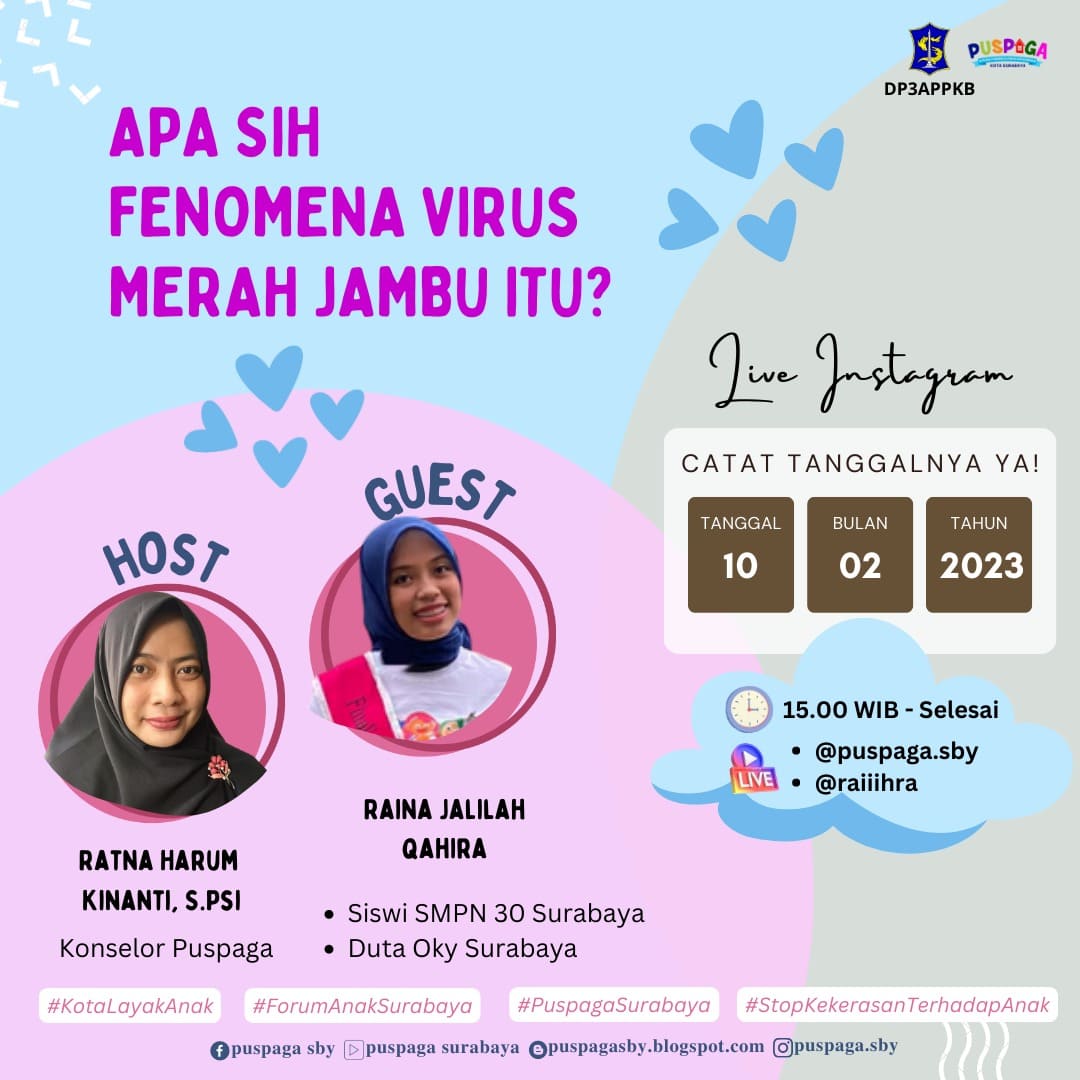 PUSPAGA
KOTA SURABAYA
DP3APPKB
APA SIH
FENOMENA VIRUS
MERAH JAMBU ITU?
Live Instagram
CATAT TANGGALNYA YA!
TANGGAL
10
BULAN
02
TAHUN
2023
15.00 WIB - Selesai
LIVE
• @puspaga.sby
• @raiiihra
HOST
RATNA HARUM
KINANTI, S.PSI
Konselor Puspaga
GUEST
RAINA JALILAH
QAHIRA
• Siswi SMPN 30 Surabaya
• Duta Oky Surabaya
#KotaLayakAnak #ForumAnakSurabaya #PuspagaSurabaya #StopKekerasanTerhadapAnak
puspaga sby puspaga surabaya puspagasby.blogspot.com puspaga.sby